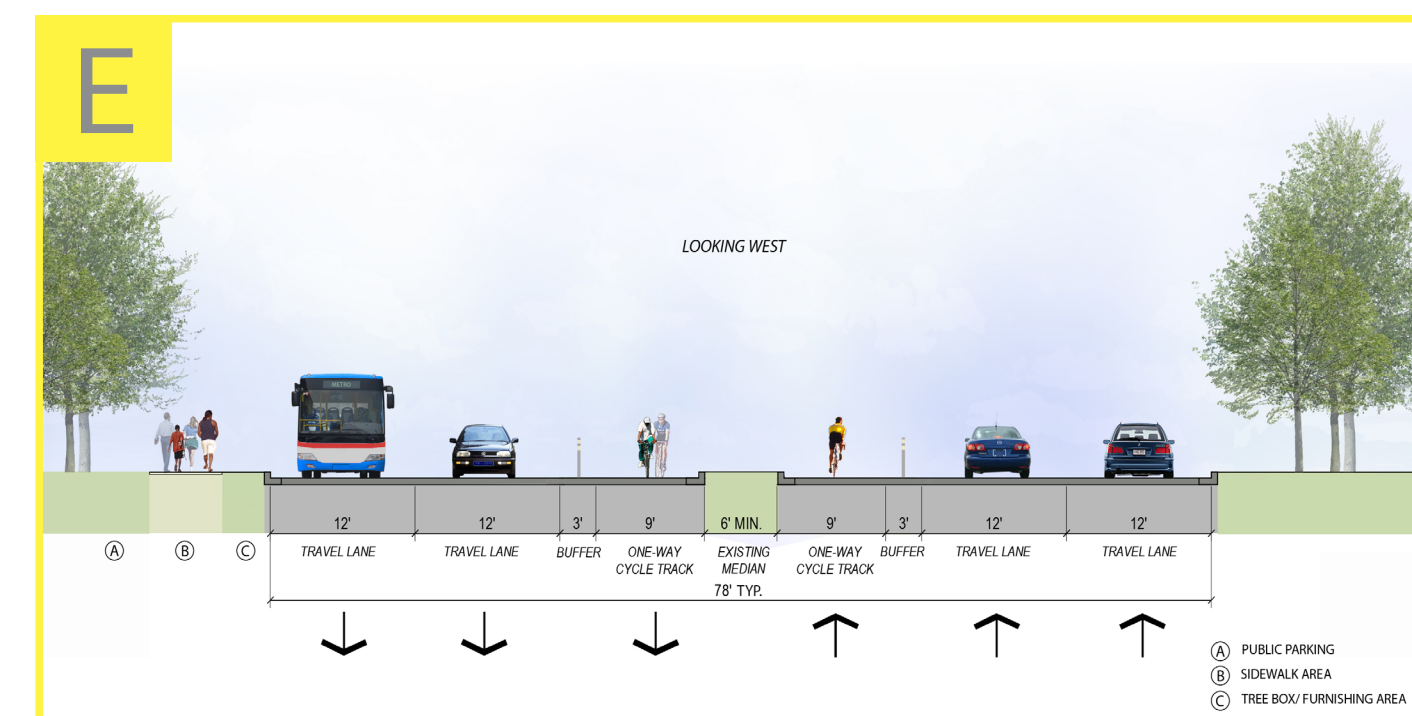 E
LOOKING WEST
METRO
12' 12' 3' 9' 6' MIN. 9' 3' 12' 12'
A B C TRAVEL LANE TRAVEL LANE BUFFER ONE-WAY CYCLE TRACK EXISTING MEDIAN ONE-WAY CYCLE TRACK BUFFER TRAVEL LANE TRAVEL LANE
78' TYP.
A PUBLIC PARKING
B SIDEWALK AREA
C TREE BOX/ FURNISHING AREA